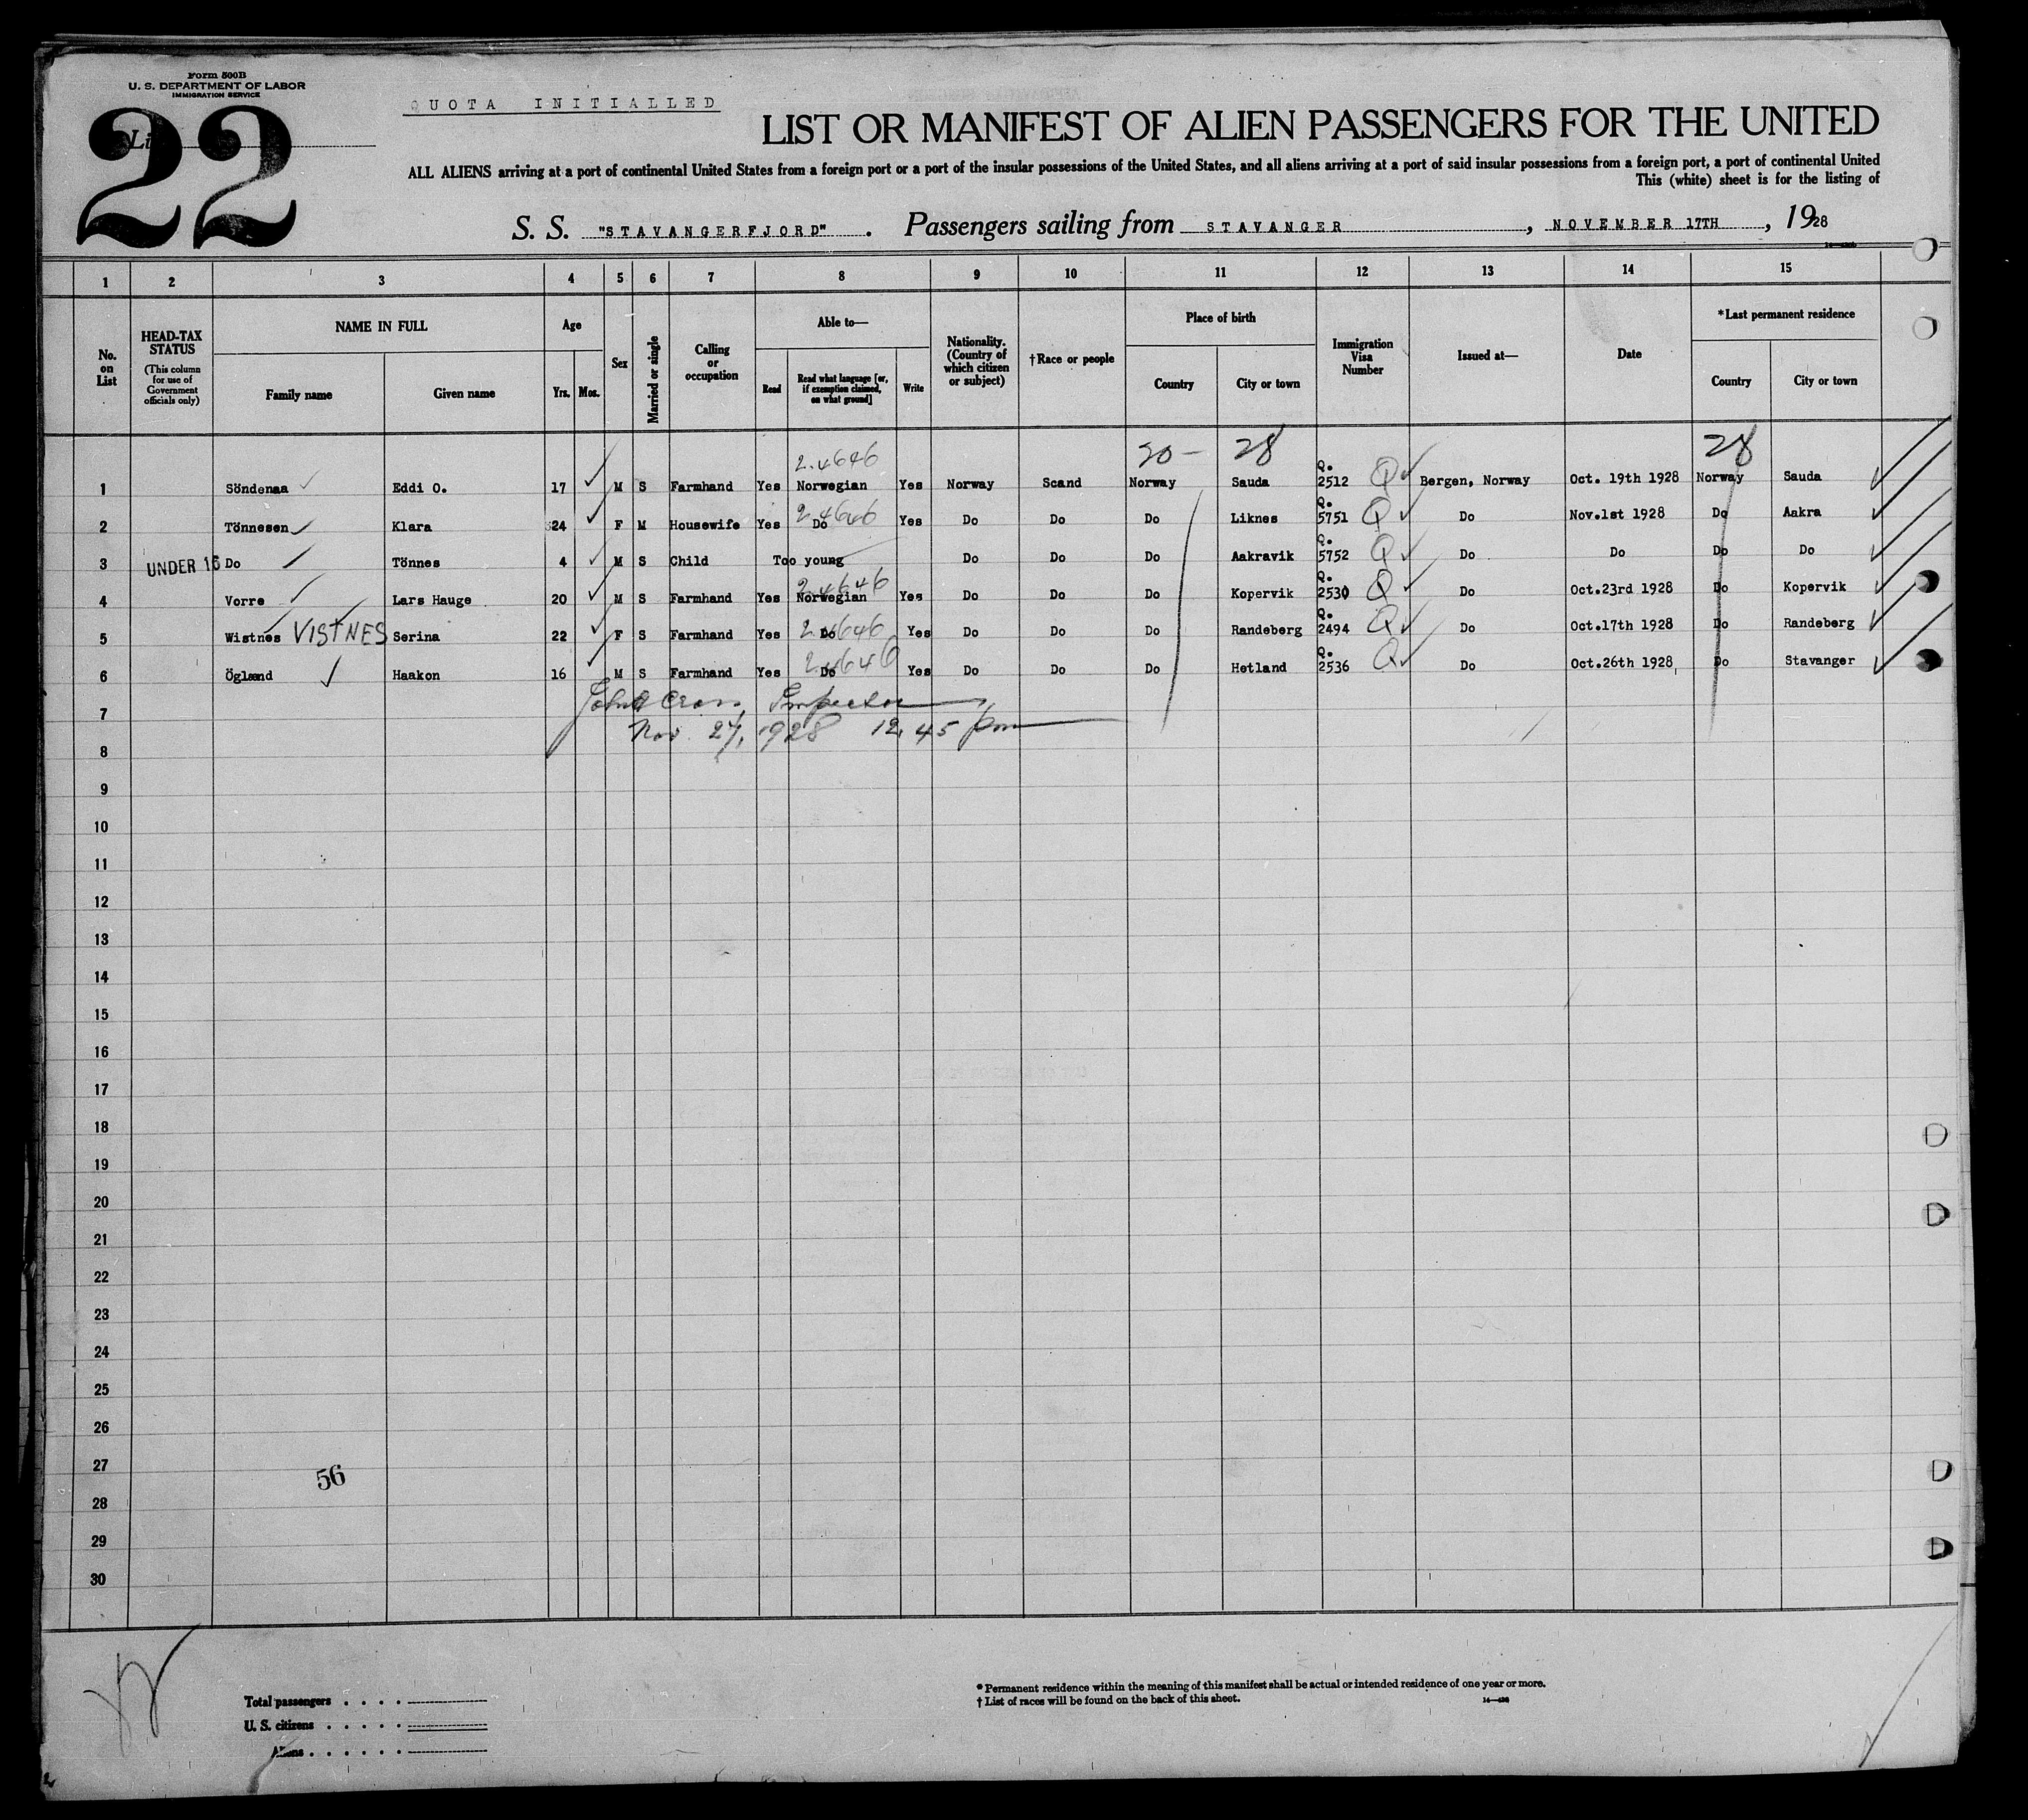 Form 500B
U. S. DEPARTMENT OF LABOR
IMMIGRATION SERVICE
22
QUOTA INITIALLED
LIST OR MANIFEST OF ALIEN PASSENGERS FOR THE UNITED
ALL ALIENS arriving at a port of continental United States from a foreign port or a port of the insular possessions of the United States, and all aliens arriving at a port of said insular possessions from a foreign port, a port of continental United
This (white) sheet is for the listing of
S. S. "STAVANGERFJORD". Passengers sailing from STAVANGER, NOVEMBER 17TH, 1928
1 2 3 4 5 6 7 8 9 10 11 12 13 14 15
No. on List
HEAD-TAX STATUS (This column for use of Government officials only)
NAME IN FULL Family name Given name
Age Yrs. Mos.
Sex
Married or single
Calling or occupation
Able to— Read Read what language [or, if exemption claimed, on what ground] Write
Nationality. (Country of which citizen or subject)
†Race or people
Place of birth Country City or town
Immigration Visa Number
Issued at—
Date
*Last permanent residence Country City or town
2.4646 30- 28 28
1 Söndenaa Eddi O. 17 M S Farmhand Yes Norwegian Yes Norway Scand Norway Sauda Q. 2512 Q Bergen, Norway Oct. 19th 1928 Norway Sauda
2 Tönnesen Klara 24 F M Housewife Yes Do 2.4646 Yes Do Do Do Liknes Q. 5751 Q Do Nov.1st 1928 Do Aakra
3 UNDER 16 Do Tönnes 4 M S Child Too young Do Do Do Aakravik Q. 5752 Q Do Do Do Do
4 Vorre Lars Hauge 20 M S Farmhand Yes Norwegian 2.4646 Yes Do Do Do Kopervik Q. 2530 Q Do Oct.23rd 1928 Do Kopervik
5 Wistnes VISTNES Serina 22 F S Farmhand Yes Do 2.4646 Yes Do Do Do Randeberg Q. 2494 Q Do Oct.17th 1928 Do Randeberg
6 Öglænd Haakon 16 M S Farmhand Yes Do 2.4646 Yes Do Do Do Hetland Q. 2536 Q Do Oct.26th 1928 Do Stavanger
7 John Cross, Inspector
Nov. 27, 1928 12,45 pm
8
9
10
11
12
13
14
15
16
17
18
19
20
21
22
23
24
25
26
27
56
28
29
30
Total passengers . . . .
U. S. citizens . . . . .
Aliens . . . . . .
* Permanent residence within the meaning of this manifest shall be actual or intended residence of one year or more.
† List of races will be found on the back of this sheet.